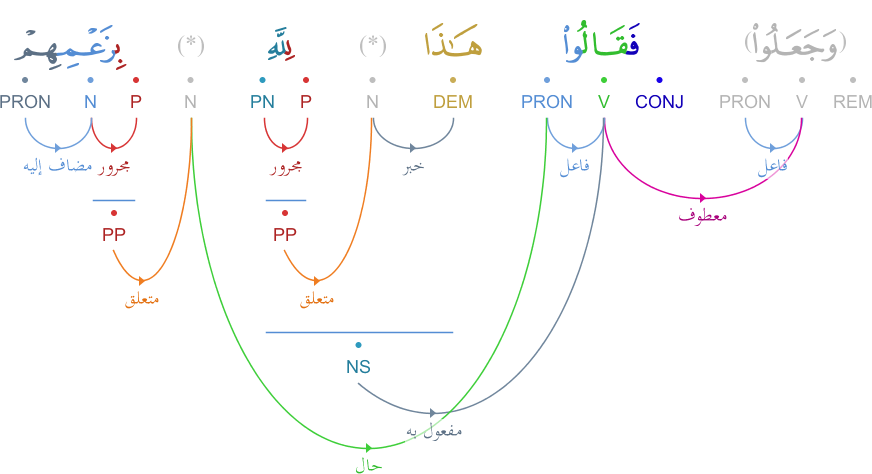 (وَجَعَلُوا۟) فَقَالُوا۟ هَـٰذَا (*) لِلَّهِ (*) بِزَعْمِهِمْ
REM V PRON CONJ V PRON DEM N P PN N P N PRON
فاعل معطوف فاعل خبر مجرور مجرور مضاف إليه
PP PP
متعلق متعلق
NS
مفعول به
حال